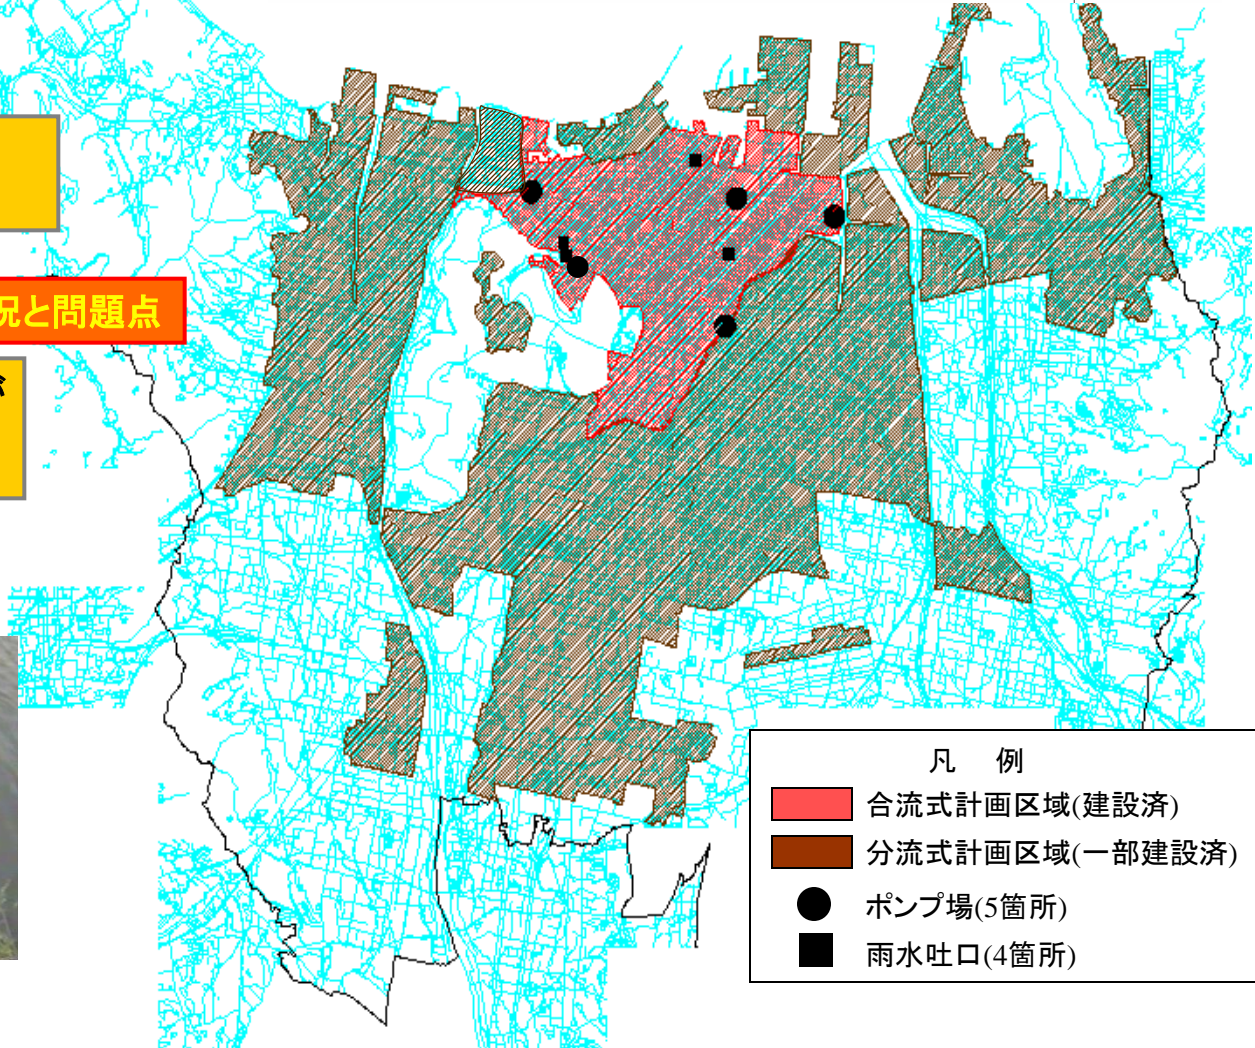 況と問題点
が
凡 例
合流式計画区域(建設済)
分流式計画区域(一部建設済)
ポンプ場(5箇所)
雨水吐口(4箇所)